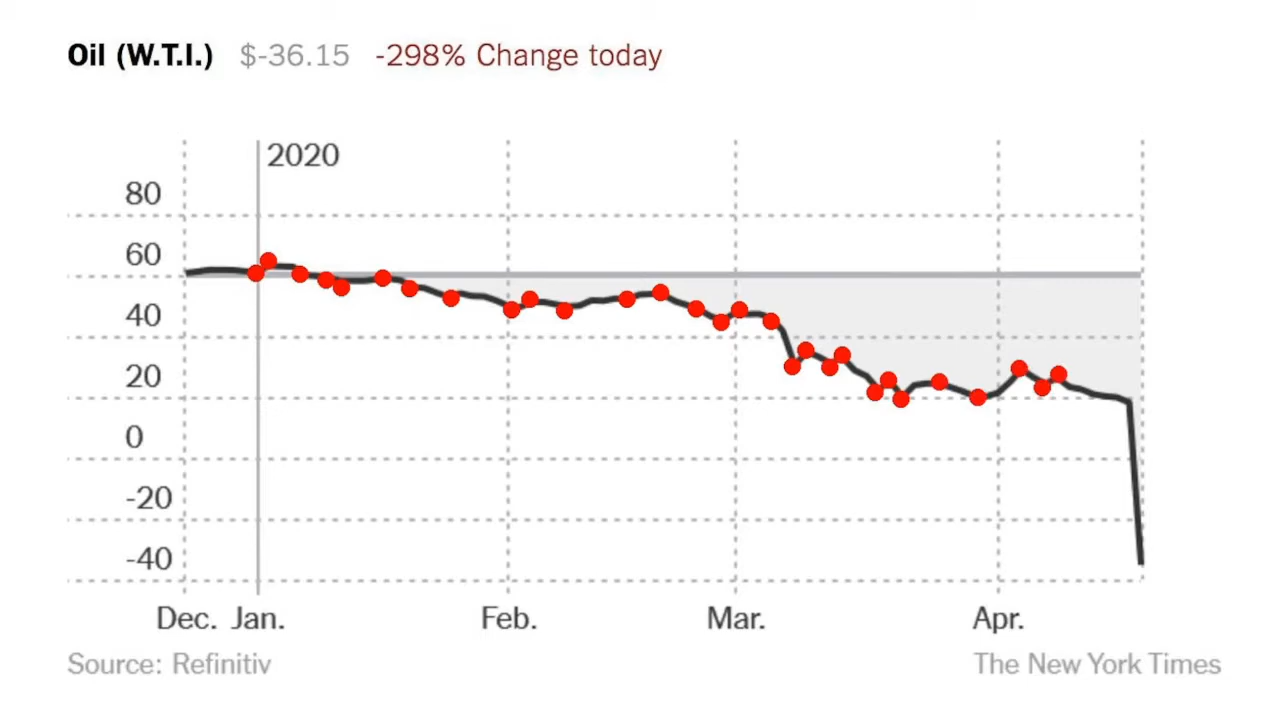 Oil (W.T.I.) $-36.15 -298% Change today
2020
80
60
40
20
0
-20
-40
Dec. Jan. Feb. Mar. Apr.
Source: Refinitiv The New York Times